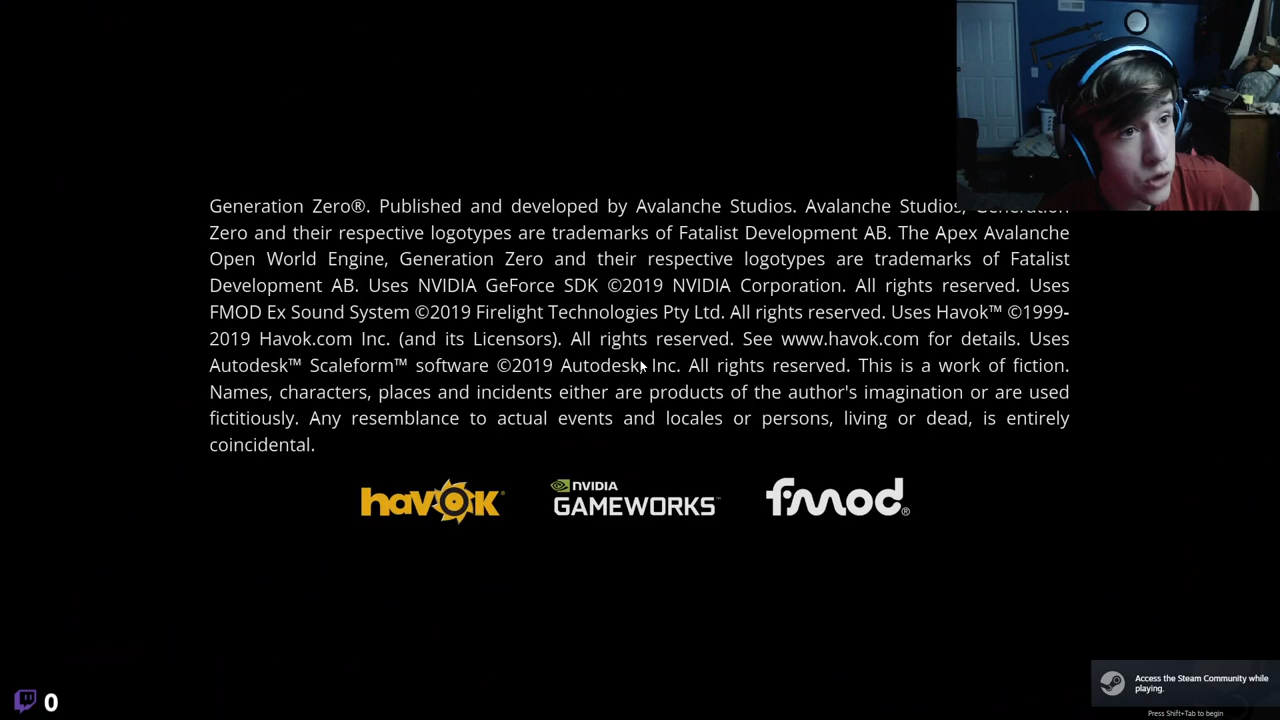 Generation Zero®. Published and developed by Avalanche Studios. Avalanche Studios, Generation
Zero and their respective logotypes are trademarks of Fatalist Development AB. The Apex Avalanche
Open World Engine, Generation Zero and their respective logotypes are trademarks of Fatalist
Development AB. Uses NVIDIA GeForce SDK ©2019 NVIDIA Corporation. All rights reserved. Uses
FMOD Ex Sound System ©2019 Firelight Technologies Pty Ltd. All rights reserved. Uses Havok™ ©1999-
2019 Havok.com Inc. (and its Licensors). All rights reserved. See www.havok.com for details. Uses
Autodesk™ Scaleform™ software ©2019 Autodesk Inc. All rights reserved. This is a work of fiction.
Names, characters, places and incidents either are products of the author's imagination or are used
fictitiously. Any resemblance to actual events and locales or persons, living or dead, is entirely
coincidental.
havok
NVIDIA
GAMEWORKS™
fmod®
Access the Steam Community while
playing.
Press Shift+Tab to begin
0